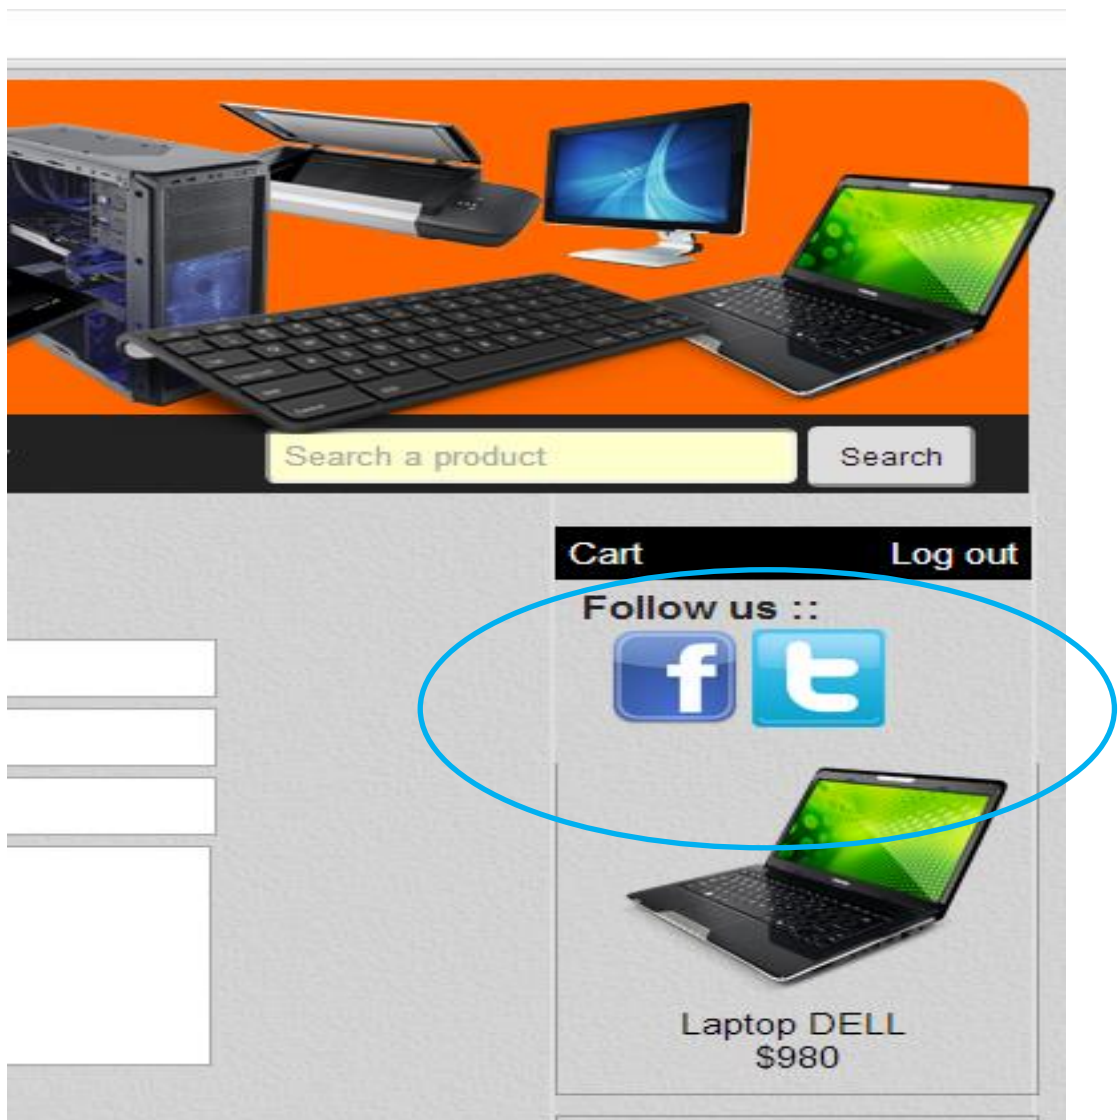 Search a product
Search
Cart
Log out
Follow us ::
f t
Laptop DELL
$980